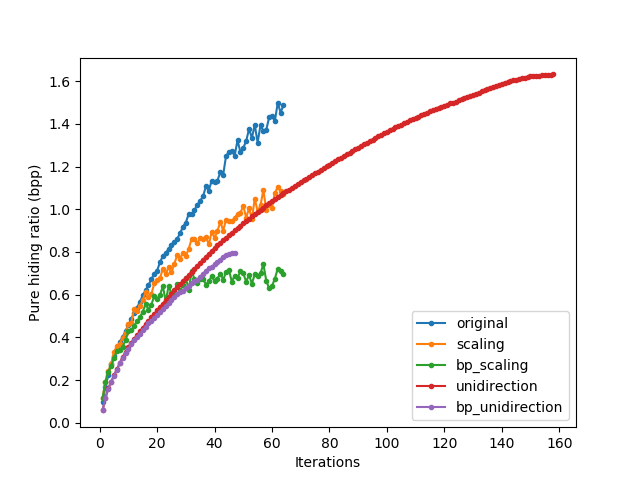 Pure hiding ratio (bpp)
1.6
1.4
1.2
1.0
0.8
0.6
0.4
0.2
0.0
0 20 40 60 80 100 120 140 160
Iterations
original
scaling
bp_scaling
unidirection
bp_unidirection